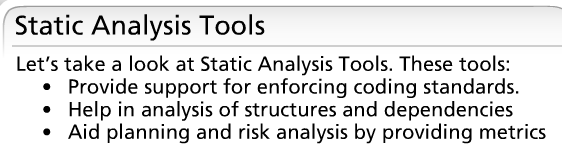 Static Analysis Tools
Let's take a look at Static Analysis Tools. These tools:
• Provide support for enforcing coding standards.
• Help in analysis of structures and dependencies
• Aid planning and risk analysis by providing metrics